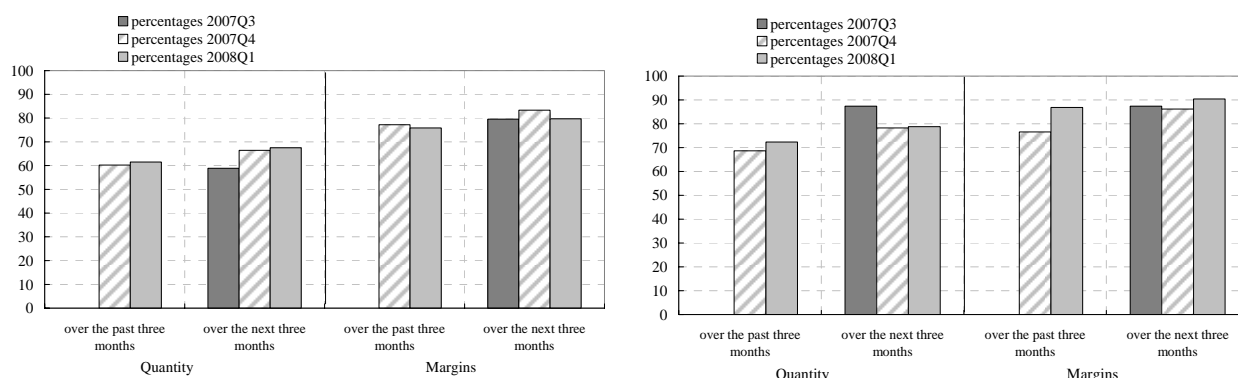 percentages 2007Q3
percentages 2007Q4
percentages 2008Q1
100
90
80
70
60
50
40
30
20
10
0
over the past three months
over the next three months
over the past three months
over the next three months
Quantity
Margins
percentages 2007Q3
percentages 2007Q4
percentages 2008Q1
100
90
80
70
60
50
40
30
20
10
0
over the past three months
over the next three months
over the past three months
over the next three months
Quantity
Margins